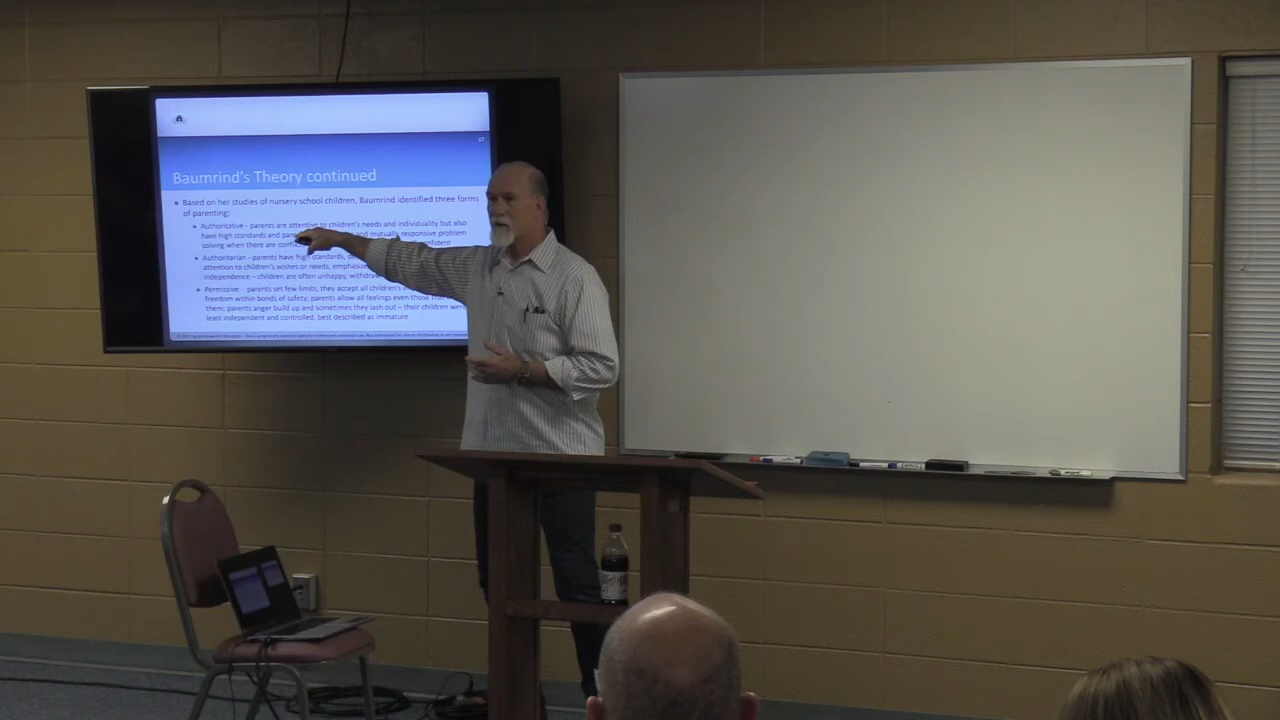 57
Baumrind's Theory continued
Based on her studies of nursery school children, Baumrind identified three forms
of parenting:
Authoritative - parents are attentive to children's needs and individuality but also
have high standards and and mutually responsive problem
solving when there are
Authoritarian - parents have high standards,
attention to children's wishes or needs,
independence – children are often unhappy,
Permissive - parents set few limits, they accept all children's
freedom within bonds of safety; parents allow all feelings even those
them; parents anger build up and sometimes they lash out – their children
least independent and controlled, best described as immature